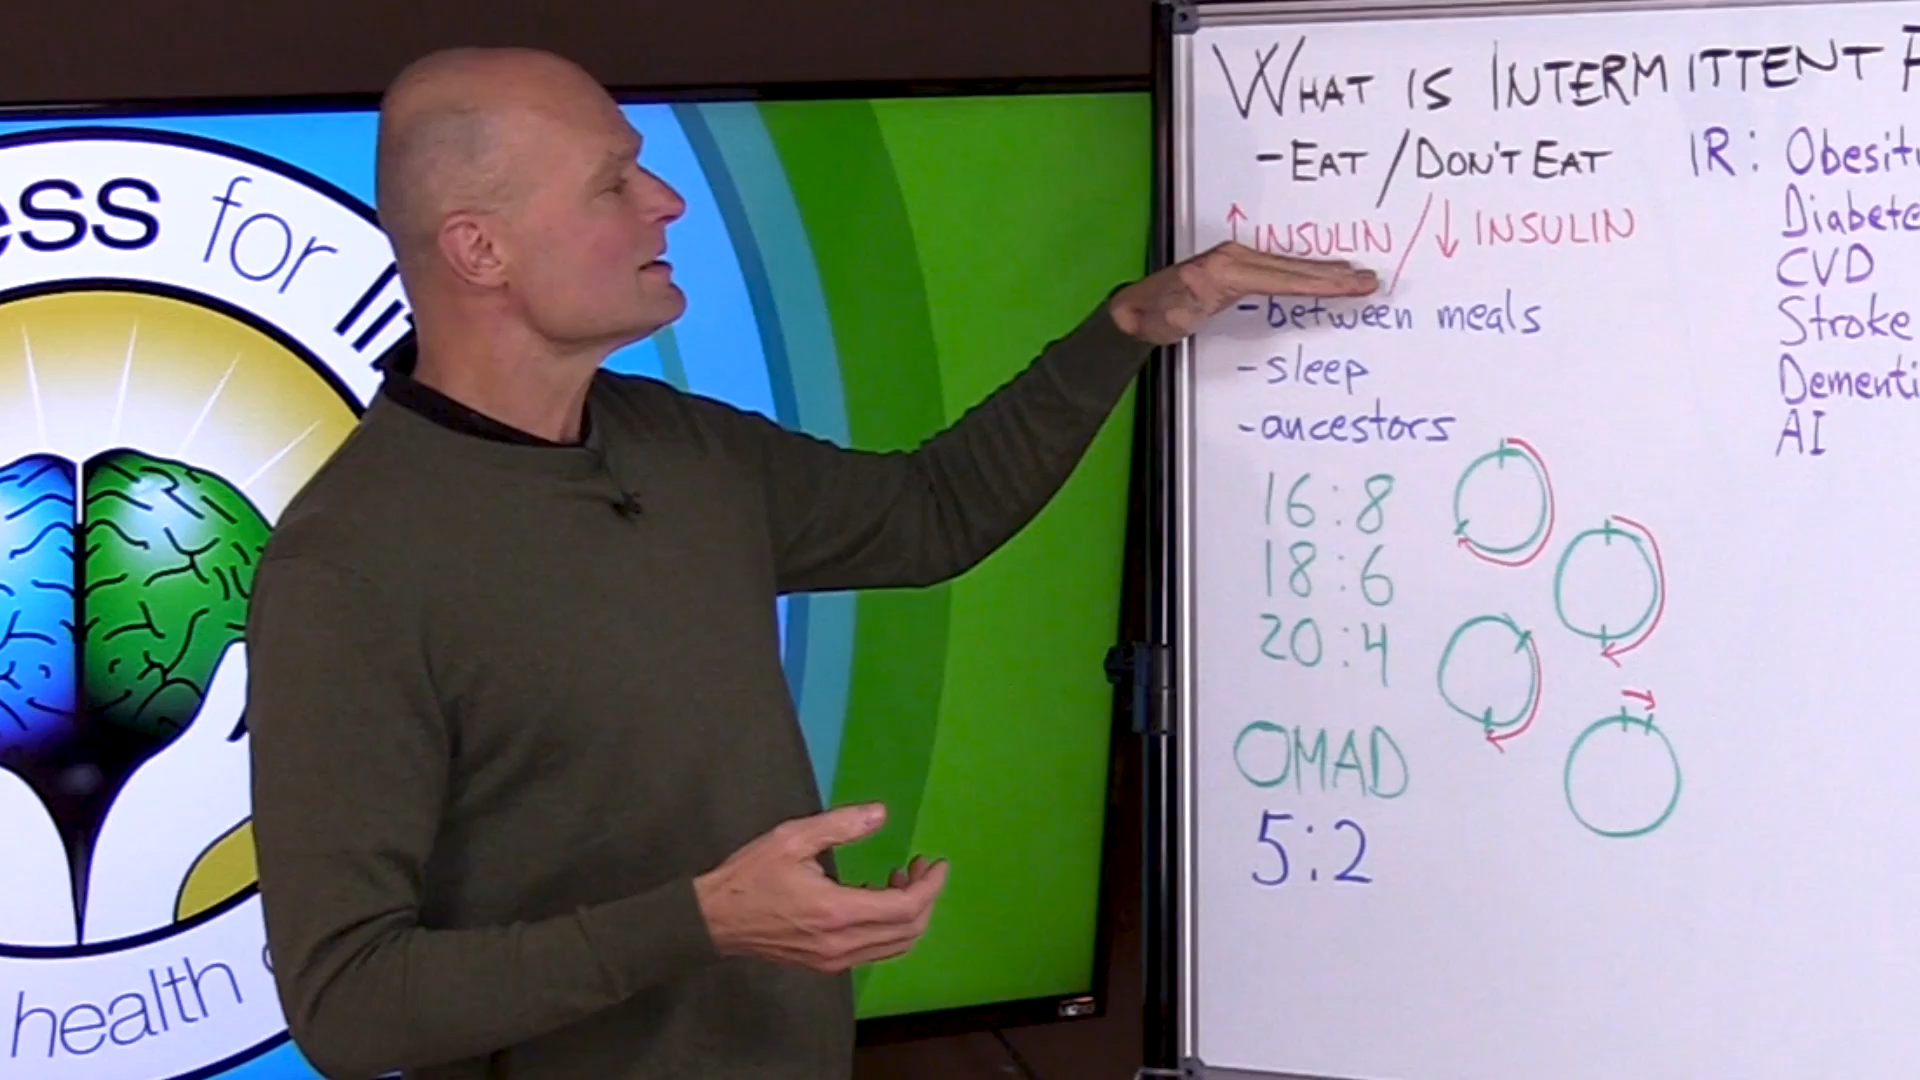 ess for li
health
WHAT IS INTERMITTENT F
- EAT / DON'T EAT
↑ INSULIN / ↓ INSULIN
- between meals
- sleep
- ancestors
16:8
18:6
20:4
OMAD
5:2
IR: Obesit
Diabete
CVD
Stroke
Dementi
AI